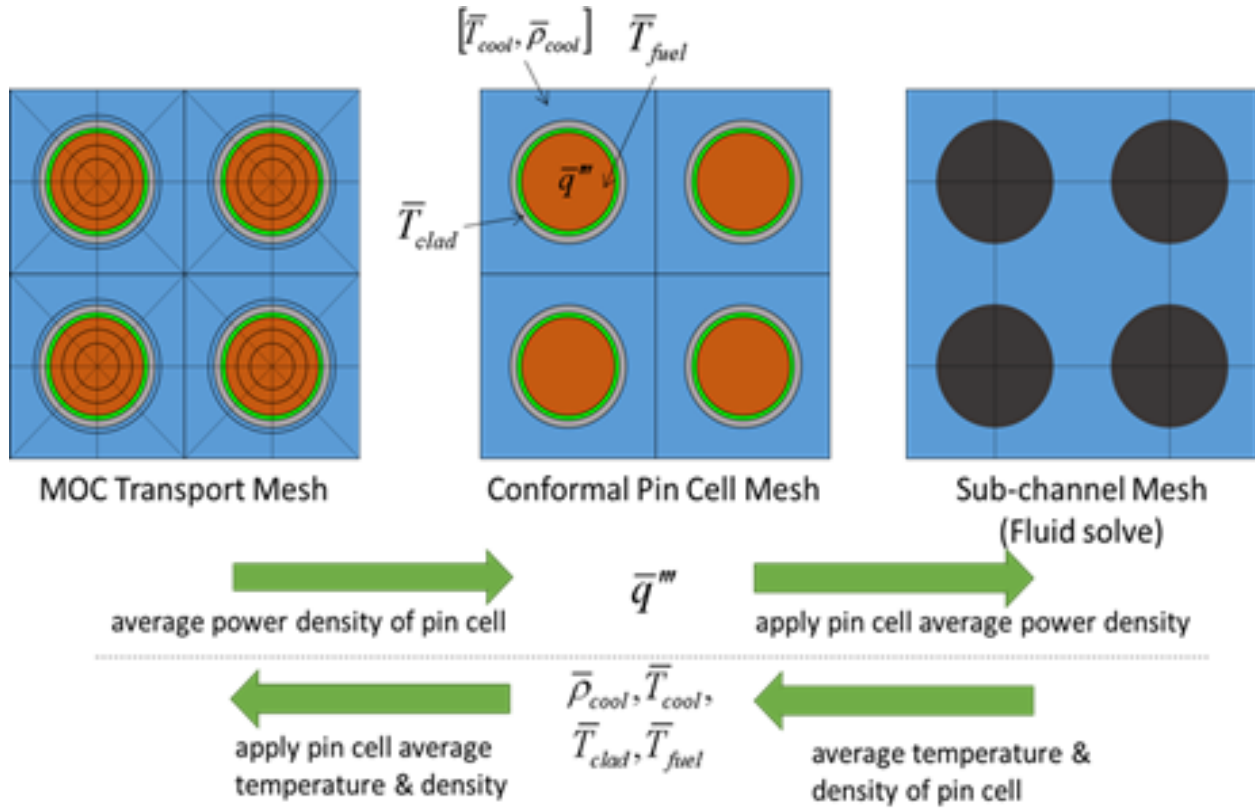 [T̅cool, ρ̅cool] T̅fuel
q̅'''
T̅clad
MOC Transport Mesh
Conformal Pin Cell Mesh
Sub-channel Mesh
(Fluid solve)
average power density of pin cell
q̅'''
apply pin cell average power density
ρ̅cool, T̅cool,
T̅clad, T̅fuel
apply pin cell average
temperature & density
average temperature &
density of pin cell